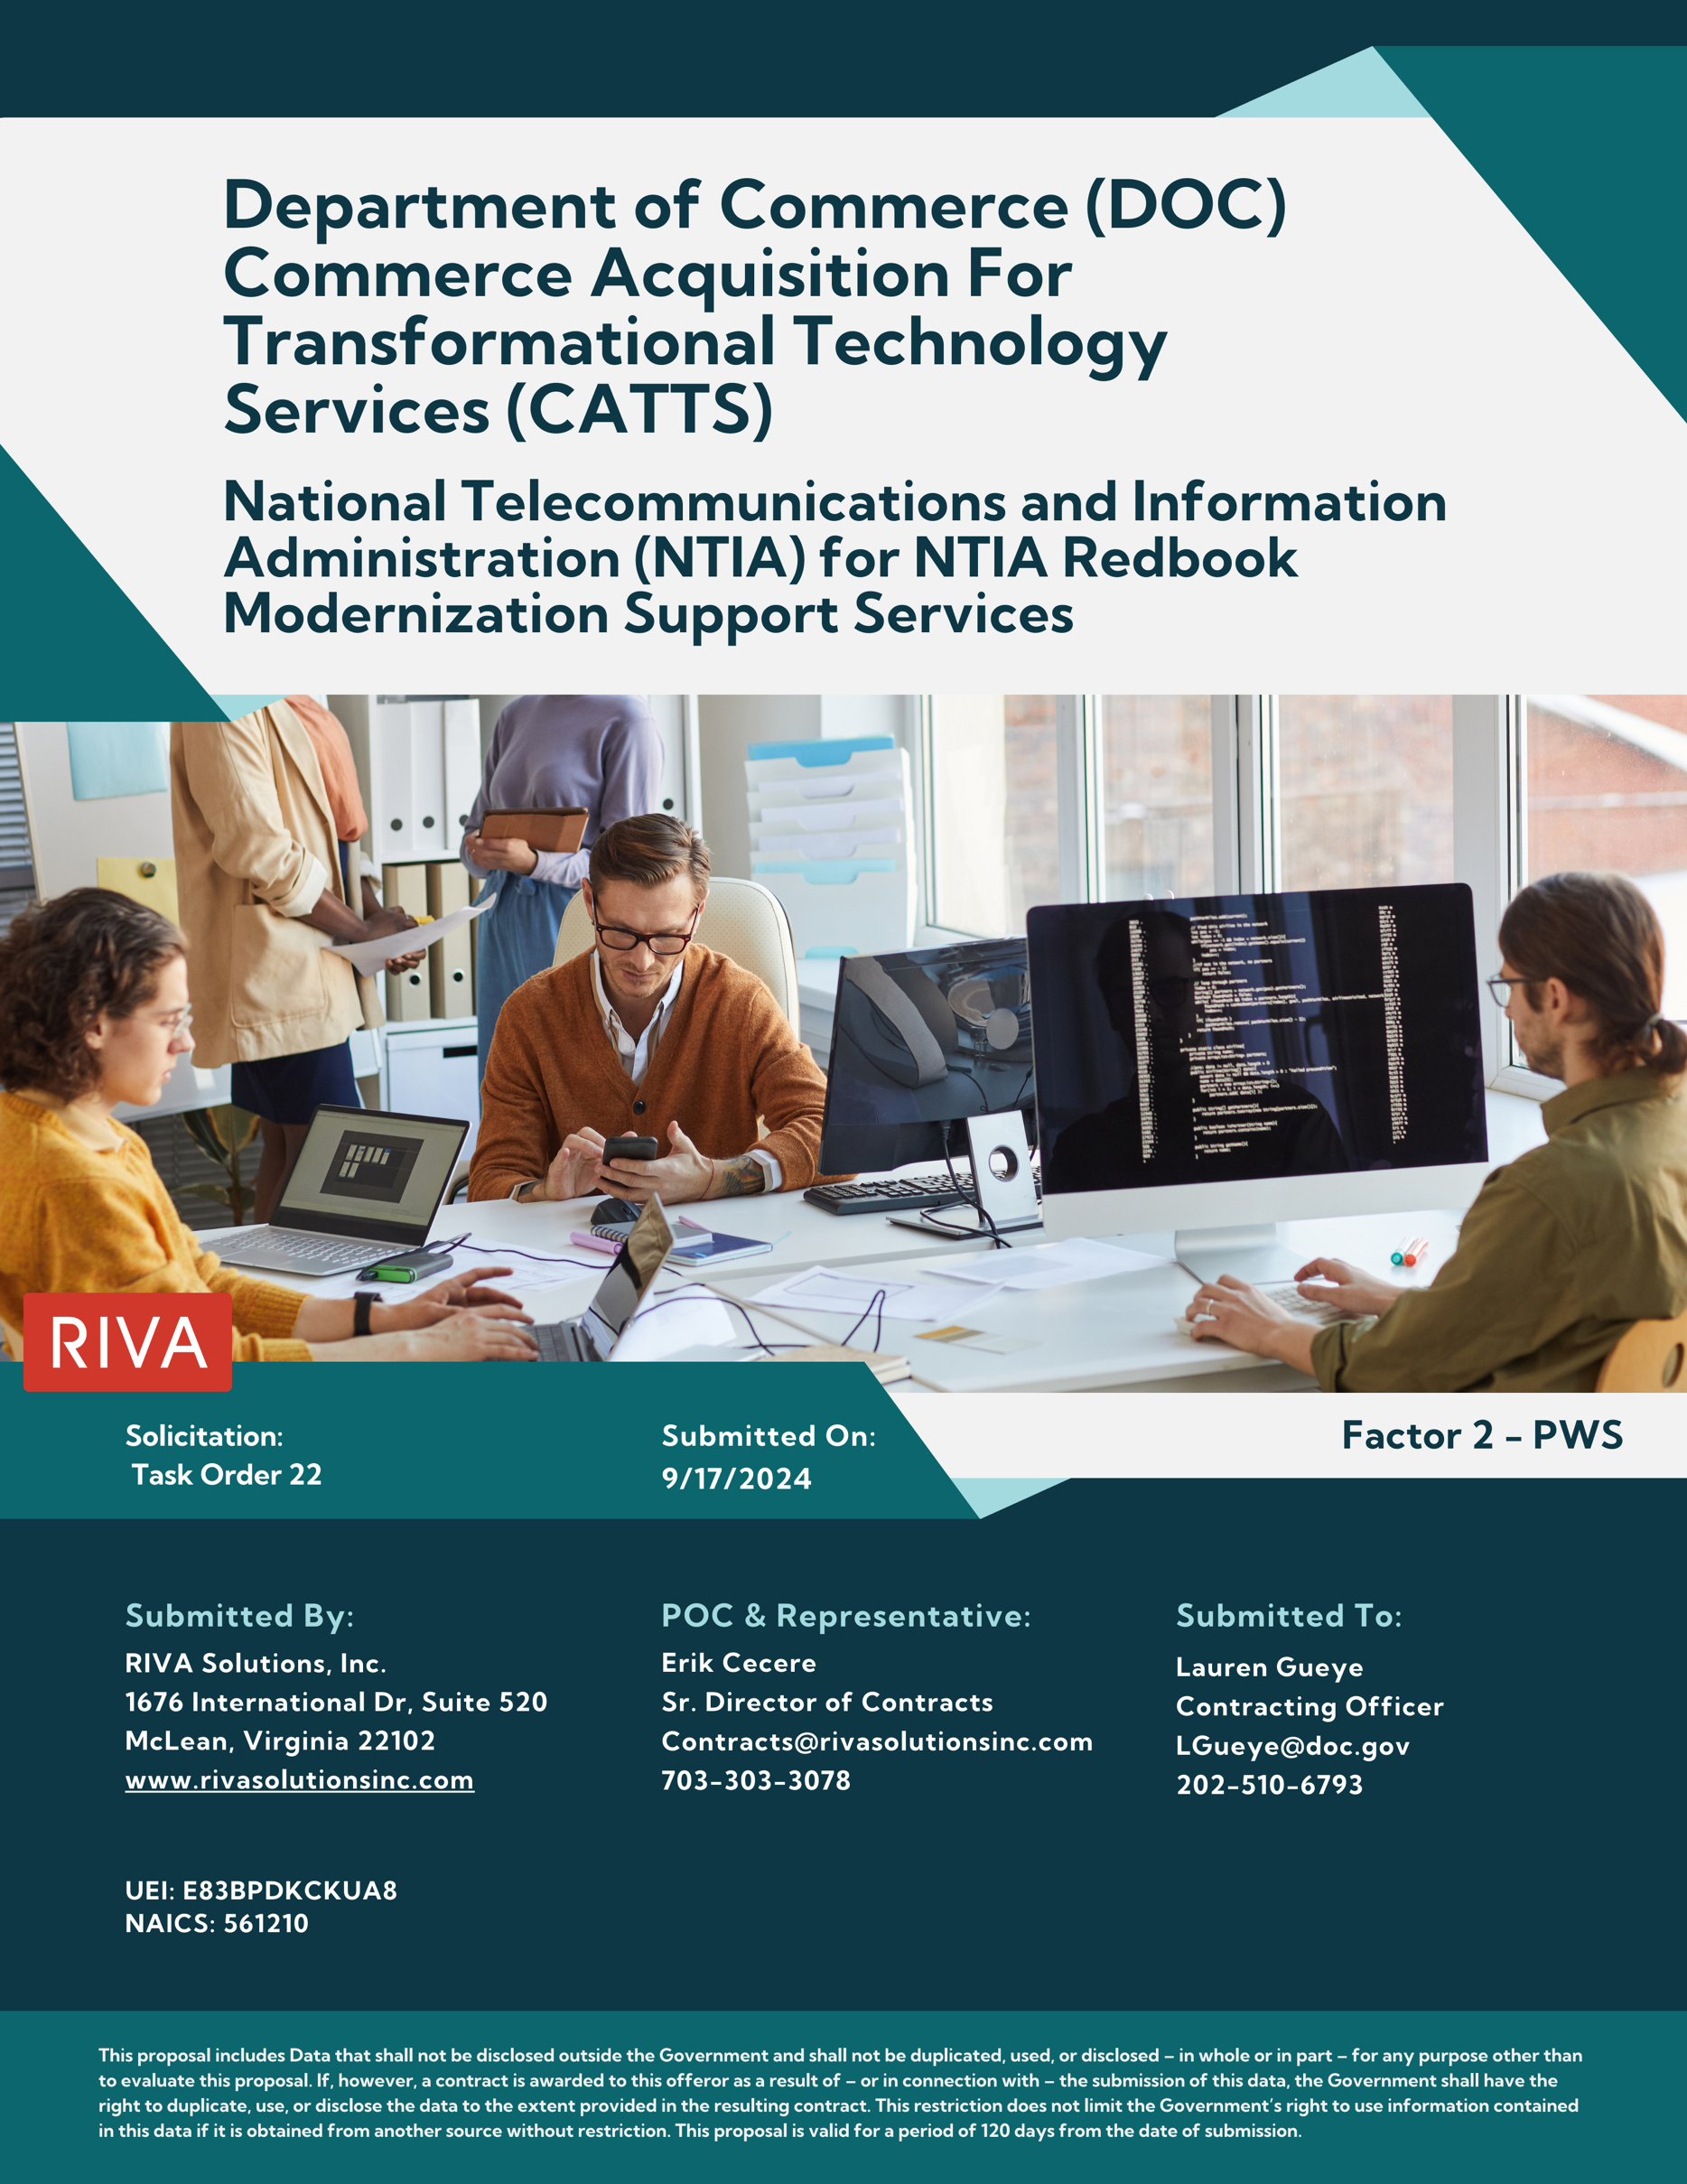 Department of Commerce (DOC)
Commerce Acquisition For
Transformational Technology
Services (CATTS)
National Telecommunications and Information
Administration (NTIA) for NTIA Redbook
Modernization Support Services
RIVA
Solicitation:
Task Order 22
Submitted On:
9/17/2024
Factor 2 – PWS
Submitted By:
RIVA Solutions, Inc.
1676 International Dr, Suite 520
McLean, Virginia 22102
www.rivasolutionsinc.com
UEI: E83BPDKCKUA8
NAICS: 561210
POC & Representative:
Erik Cecere
Sr. Director of Contracts
Contracts@rivasolutionsinc.com
703-303-3078
Submitted To:
Lauren Gueye
Contracting Officer
LGueye@doc.gov
202-510-6793
This proposal includes Data that shall not be disclosed outside the Government and shall not be duplicated, used, or disclosed – in whole or in part – for any purpose other than
to evaluate this proposal. If, however, a contract is awarded to this offeror as a result of – or in connection with – the submission of this data, the Government shall have the
right to duplicate, use, or disclose the data to the extent provided in the resulting contract. This restriction does not limit the Government's right to use information contained
in this data if it is obtained from another source without restriction. This proposal is valid for a period of 120 days from the date of submission.